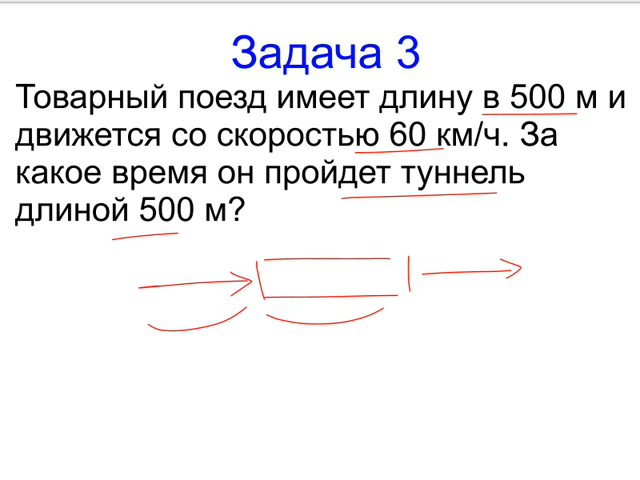 Задача 3
Товарный поезд имеет длину в 500 м и
движется со скоростью 60 км/ч. За
какое время он пройдет туннель
длиной 500 м?